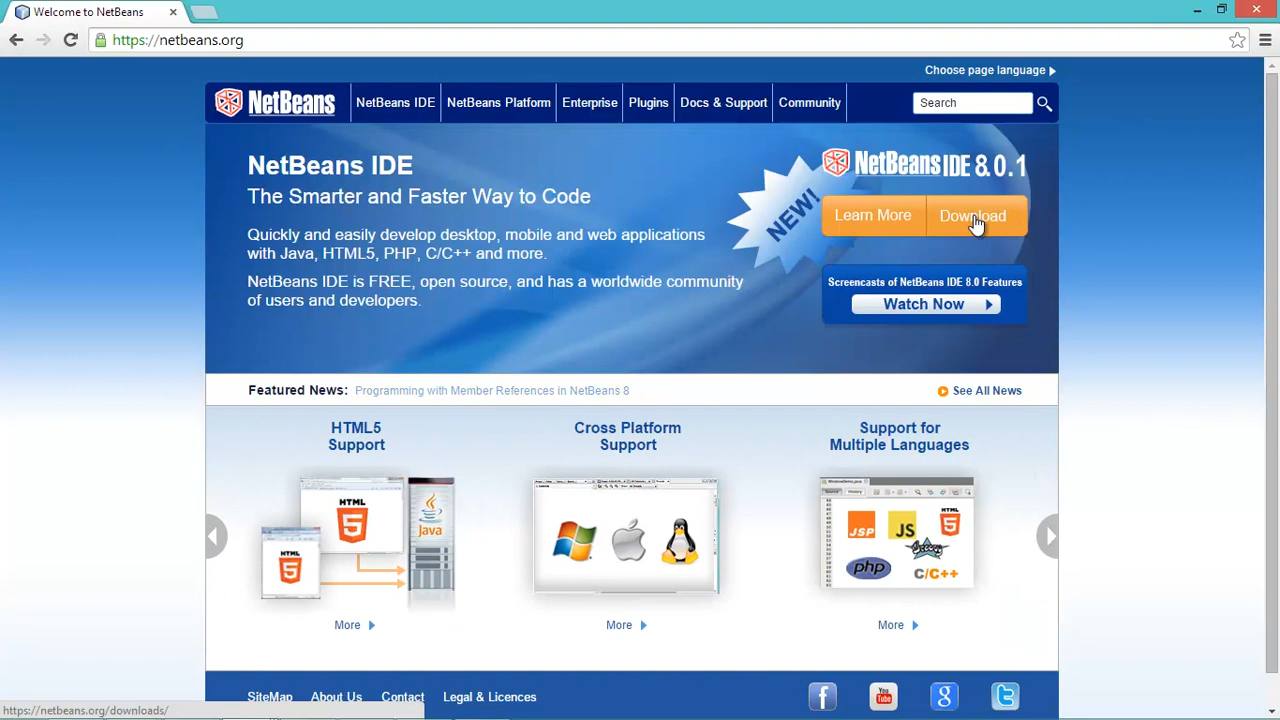 Welcome to NetBeans
https://netbeans.org
Choose page language
NetBeans
NetBeans IDE
NetBeans Platform
Enterprise
Plugins
Docs & Support
Community
Search
NetBeans IDE
The Smarter and Faster Way to Code
Quickly and easily develop desktop, mobile and web applications
with Java, HTML5, PHP, C/C++ and more.
NetBeans IDE is FREE, open source, and has a worldwide community
of users and developers.
NEW!
NetBeans IDE 8.0.1
Learn More
Download
Screencasts of NetBeans IDE 8.0 Features
Watch Now
Featured News:
Programming with Member References in NetBeans 8
See All News
HTML5
Support
Cross Platform
Support
Support for
Multiple Languages
HTML
5
HTML
5
Java
JSP
JS
HTML
5
Groovy
php
C/C++
More
More
More
SiteMap
About Us
Contact
Legal & Licences
You
Tube
https://netbeans.org/downloads/